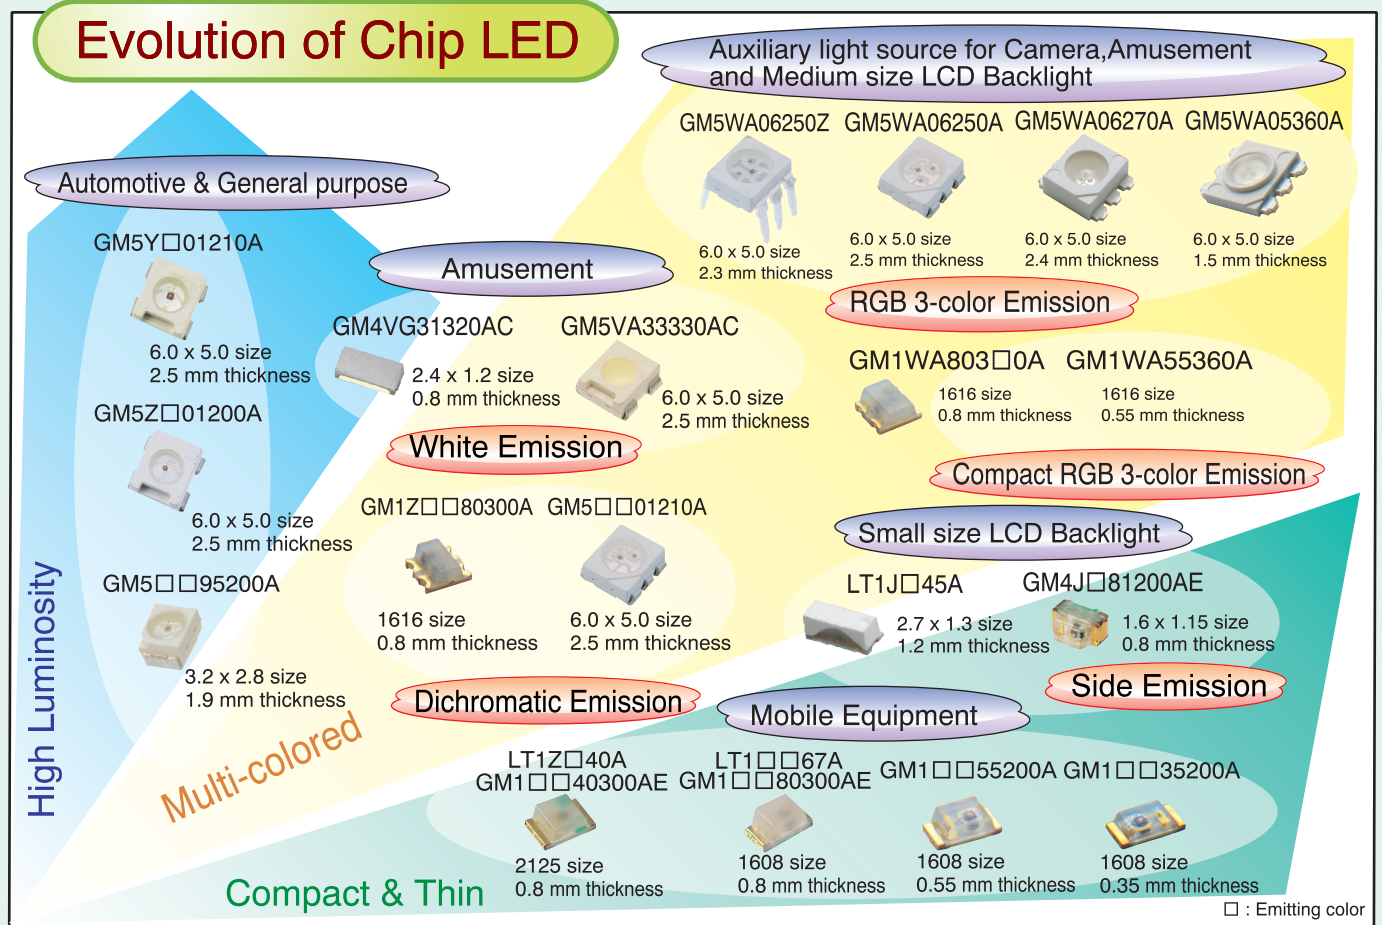 Evolution of Chip LED
Auxiliary light source for Camera,Amusement
and Medium size LCD Backlight
GM5WA06250Z
6.0 x 5.0 size
2.3 mm thickness
GM5WA06250A
6.0 x 5.0 size
2.5 mm thickness
GM5WA06270A
6.0 x 5.0 size
2.4 mm thickness
GM5WA05360A
6.0 x 5.0 size
1.5 mm thickness
RGB 3-color Emission
Automotive & General purpose
GM5Y□01210A
6.0 x 5.0 size
2.5 mm thickness
GM5Z□01200A
6.0 x 5.0 size
2.5 mm thickness
GM5□□95200A
3.2 x 2.8 size
1.9 mm thickness
High Luminosity
Amusement
GM4VG31320AC
2.4 x 1.2 size
0.8 mm thickness
GM5VA33330AC
6.0 x 5.0 size
2.5 mm thickness
White Emission
GM1WA803□0A
1616 size
0.8 mm thickness
GM1WA55360A
1616 size
0.55 mm thickness
Compact RGB 3-color Emission
GM1Z□□80300A
1616 size
0.8 mm thickness
GM5□□01210A
6.0 x 5.0 size
2.5 mm thickness
Dichromatic Emission
Multi-colored
Small size LCD Backlight
LT1J□45A
2.7 x 1.3 size
1.2 mm thickness
GM4J□81200AE
1.6 x 1.15 size
0.8 mm thickness
Side Emission
Mobile Equipment
LT1Z□40A
GM1□□40300AE
2125 size
0.8 mm thickness
LT1□□67A
GM1□□80300AE
1608 size
0.8 mm thickness
GM1□□55200A
1608 size
0.55 mm thickness
GM1□□35200A
1608 size
0.35 mm thickness
Compact & Thin
□ : Emitting color